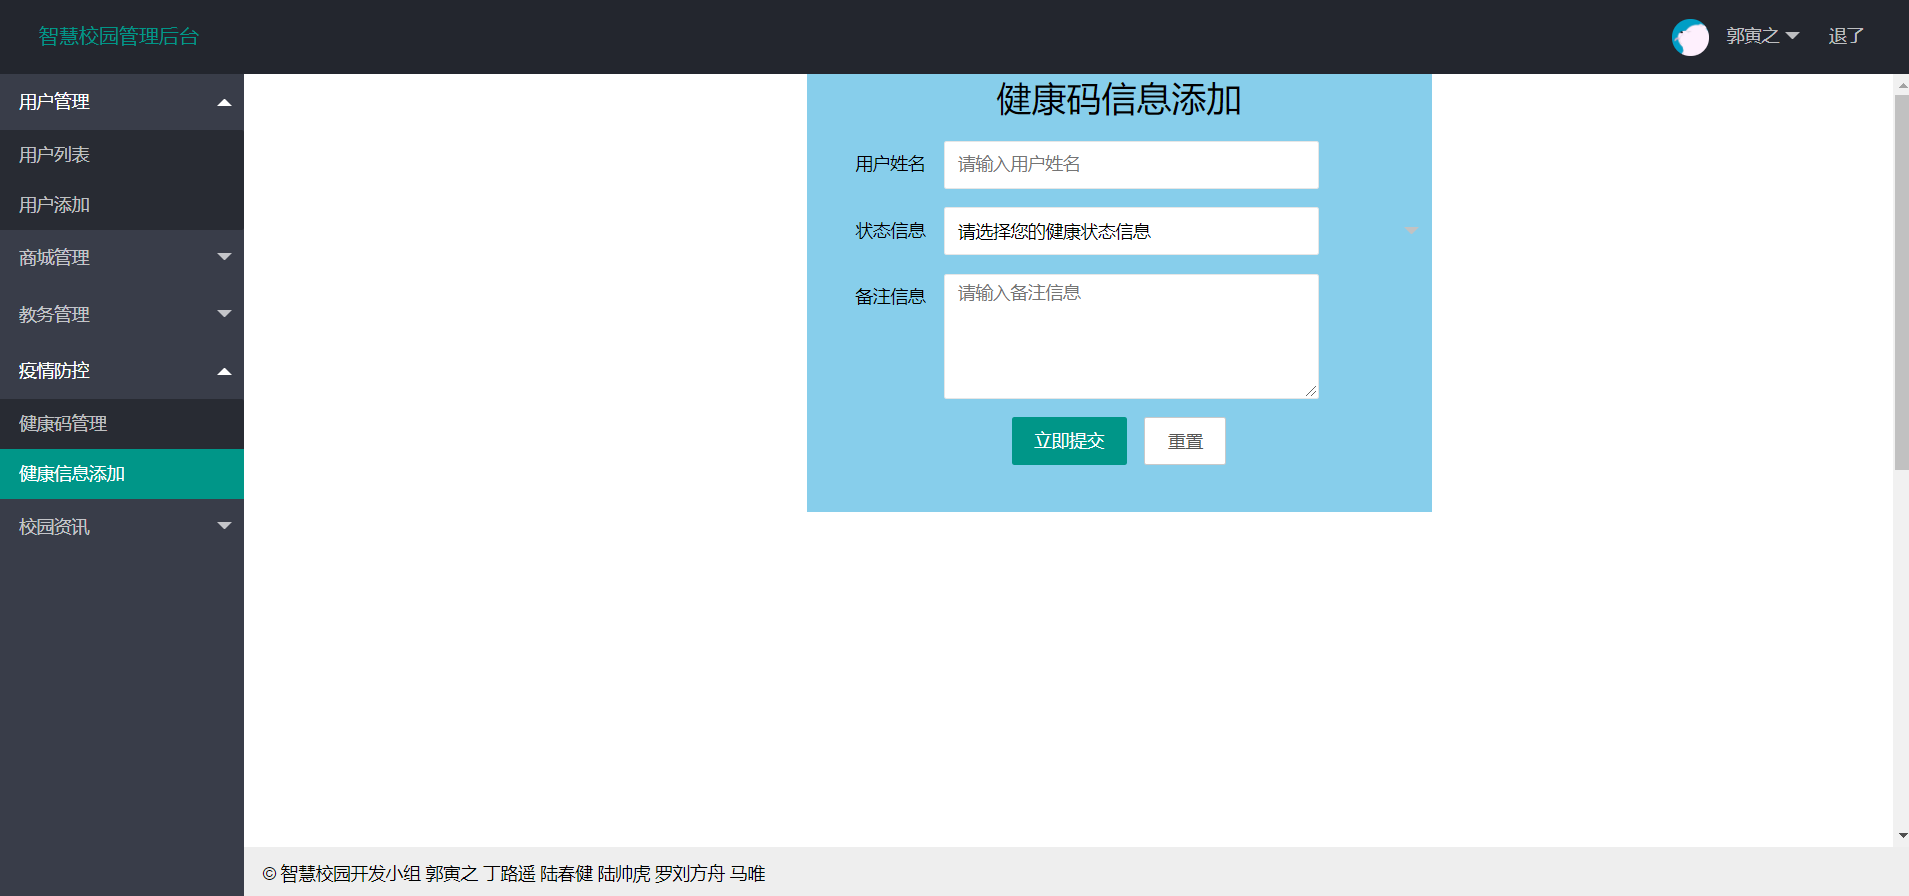 智慧校园管理后台
郭寅之 退了
用户管理
用户列表
用户添加
商城管理
教务管理
疫情防控
健康码管理
健康信息添加
校园资讯
健康码信息添加
用户姓名 请输入用户姓名
状态信息 请选择您的健康状态信息
备注信息 请输入备注信息
立即提交 重置
© 智慧校园开发小组 郭寅之 丁路遥 陆春健 陆帅虎 罗刘方舟 马唯